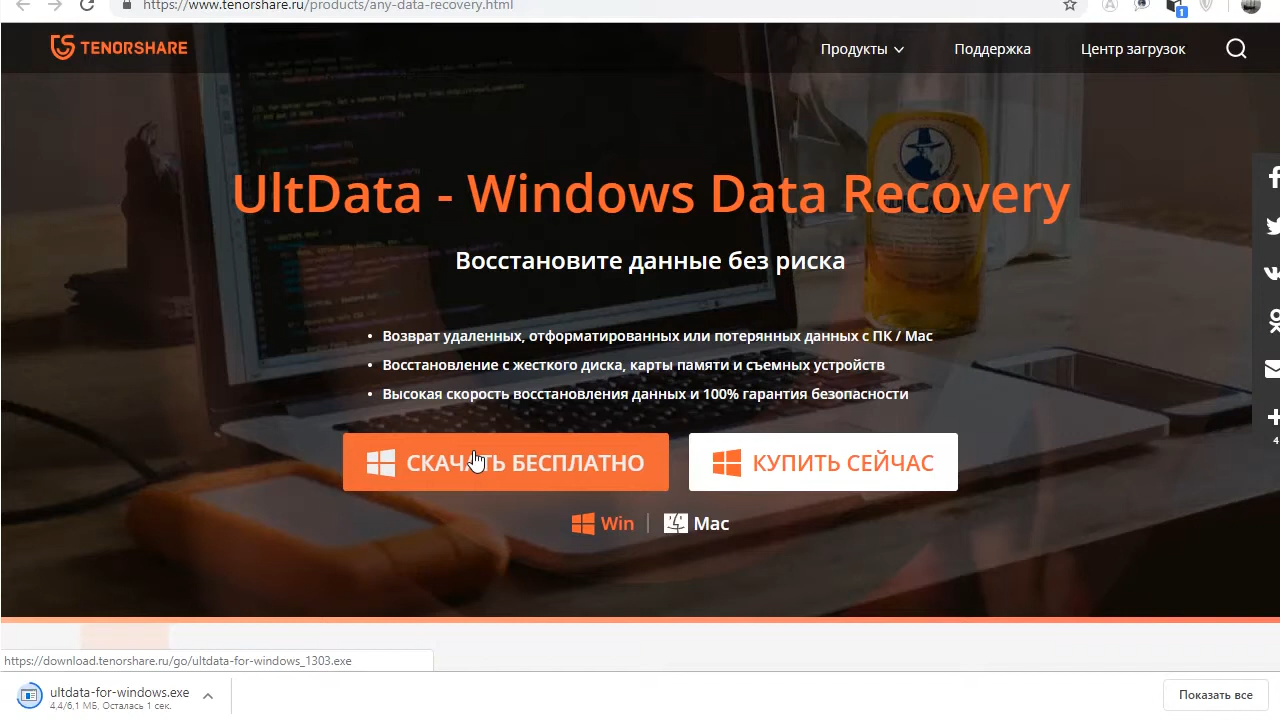 https://www.tenorshare.ru/products/any-data-recovery.html
1
TENORSHARE
Продукты
Поддержка
Центр загрузок
UltData - Windows Data Recovery
Восстановите данные без риска
• Возврат удаленных, отформатированных или потерянных данных с ПК / Mac
• Восстановление с жесткого диска, карты памяти и съемных устройств
• Высокая скорость восстановления данных и 100% гарантия безопасности
4
СКАЧАТЬ БЕСПЛАТНО
КУПИТЬ СЕЙЧАС
Win | Mac
https://download.tenorshare.ru/go/ultdata-for-windows_1303.exe
ultdata-for-windows.exe
4,4/6,1 МБ, Осталась 1 сек.
Показать все